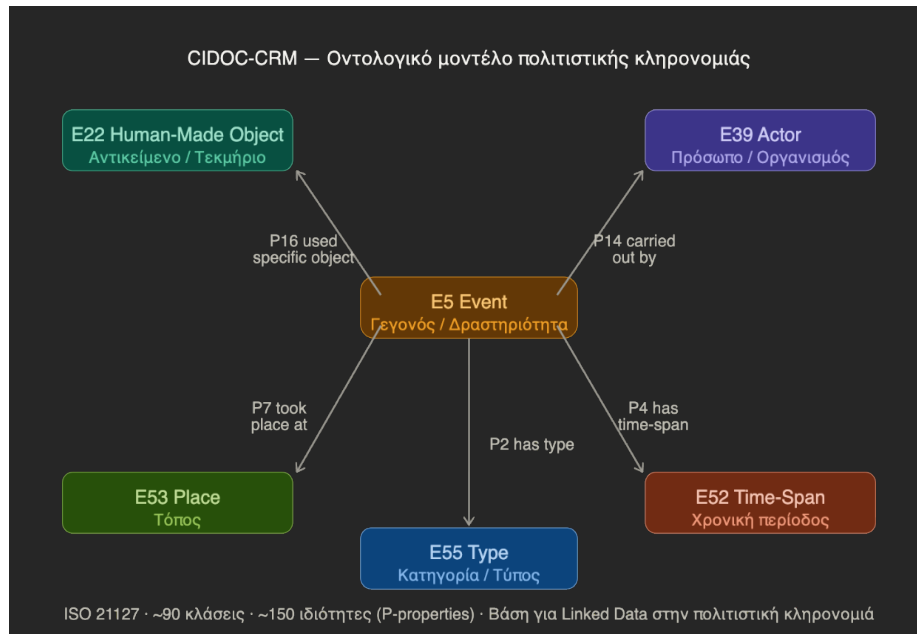 CIDOC-CRM — Οντολογικό μοντέλο πολιτιστικής κληρονομιάς
E22 Human-Made Object
Αντικείμενο / Τεκμήριο
E39 Actor
Πρόσωπο / Οργανισμός
P16 used
specific object
P14 carried
out by
E5 Event
Γεγονός / Δραστηριότητα
P7 took
place at
P4 has
time-span
P2 has type
E53 Place
Τόπος
E52 Time-Span
Χρονική περίοδος
E55 Type
Κατηγορία / Τύπος
ISO 21127 · ~90 κλάσεις · ~150 ιδιότητες (P-properties) · Βάση για Linked Data στην πολιτιστική κληρονομιά